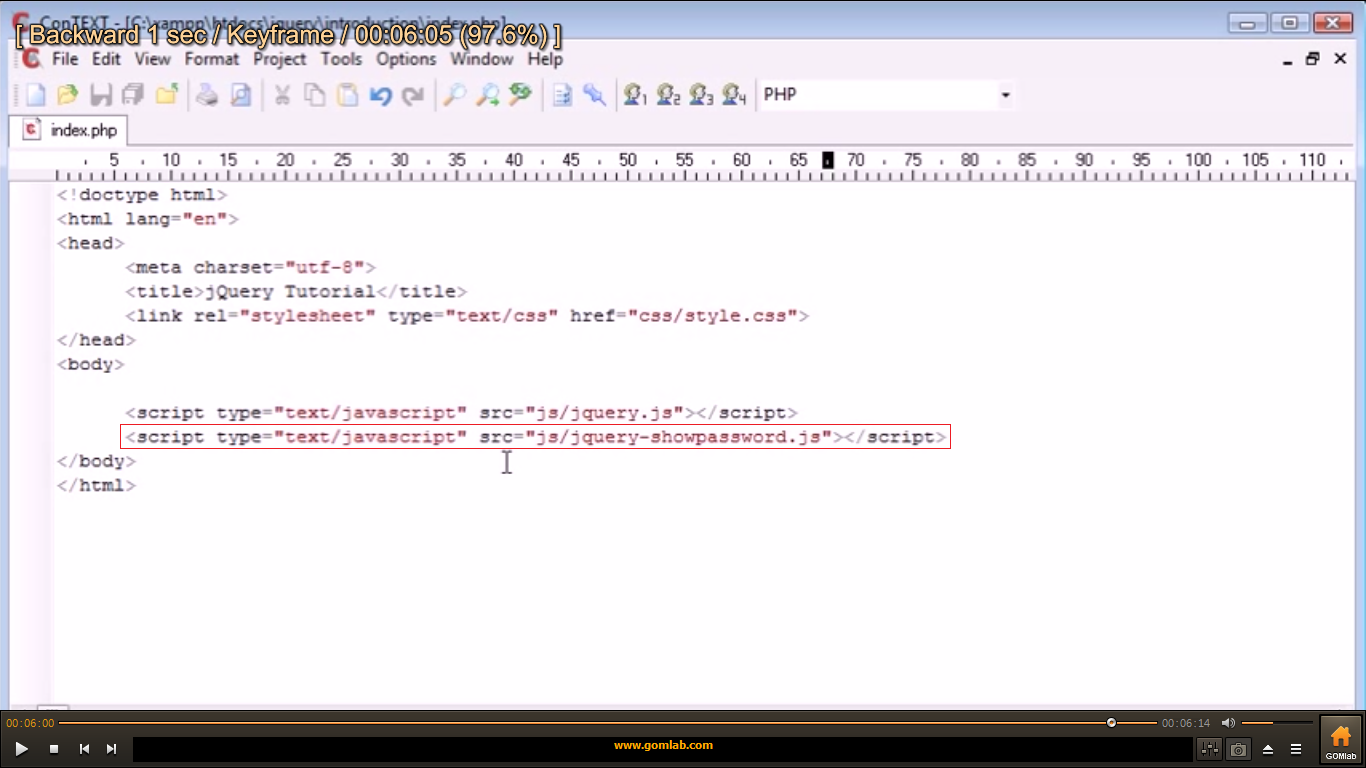 ConTEXT - [C:\xampp\htdocs\jquery\introduction\index.php]
[ Backward 1 sec / Keyframe / 00:06:05 (97.6%) ]
File Edit View Format Project Tools Options Window Help
1 2 3 4 PHP
index.php
5 10 15 20 25 30 35 40 45 50 55 60 65 70 75 80 85 90 95 100 105 110
<!doctype html>
<html lang="en">
<head>
<meta charset="utf-8">
<title>jQuery Tutorial</title>
<link rel="stylesheet" type="text/css" href="css/style.css">
</head>
<body>
<script type="text/javascript" src="js/jquery.js"></script>
<script type="text/javascript" src="js/jquery-showpassword.js"></script>
</body>
</html>
00:06:00 00:06:14
www.gomlab.com
GOMlab